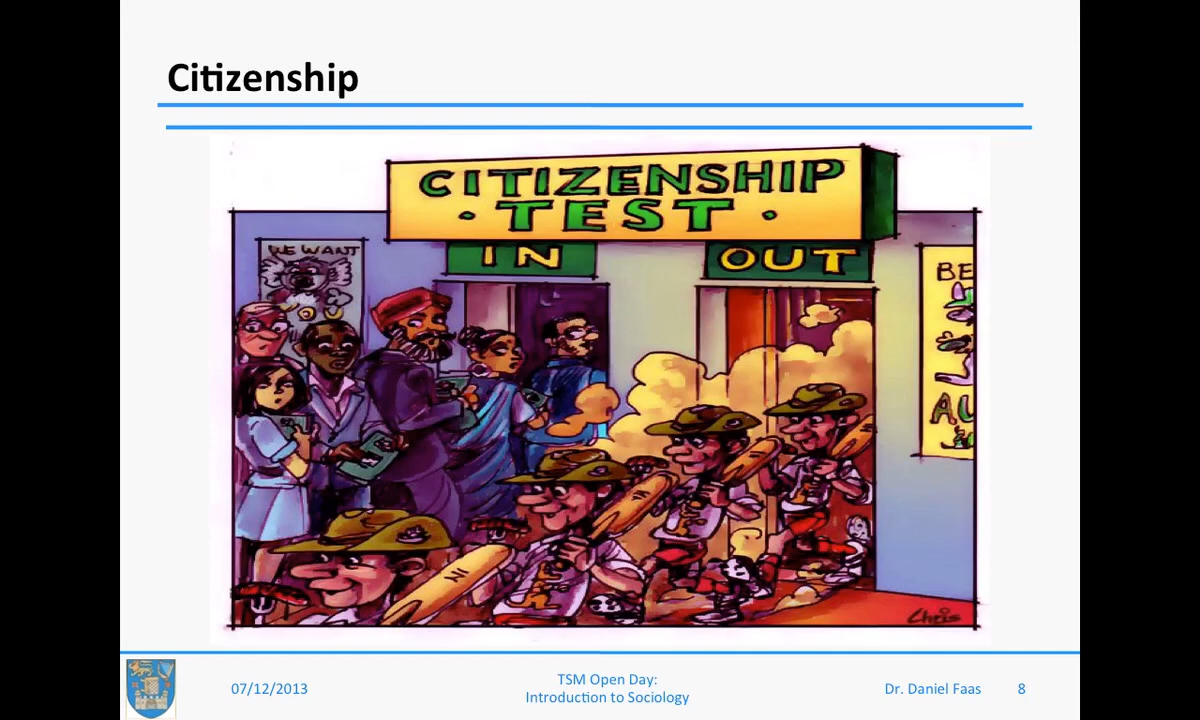 Citizenship
CITIZENSHIP
• TEST •
IN
OUT
WE WANT
YOU
BE
AU
Chris
07/12/2013
TSM Open Day:
Introduction to Sociology
Dr. Daniel Faas
8